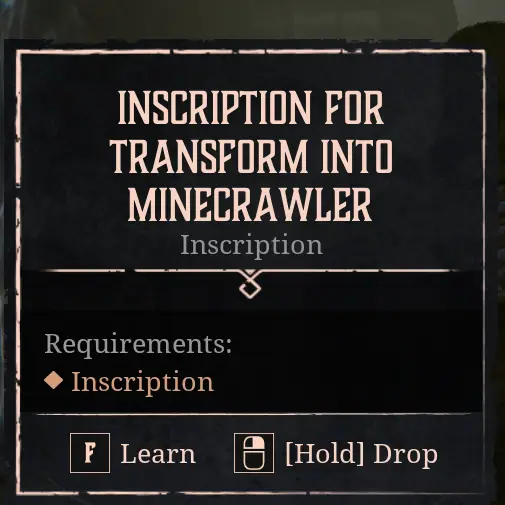 INSCRIPTION FOR
TRANSFORM INTO
MINECRAWLER
Inscription
Requirements:
Inscription
F Learn [Hold] Drop